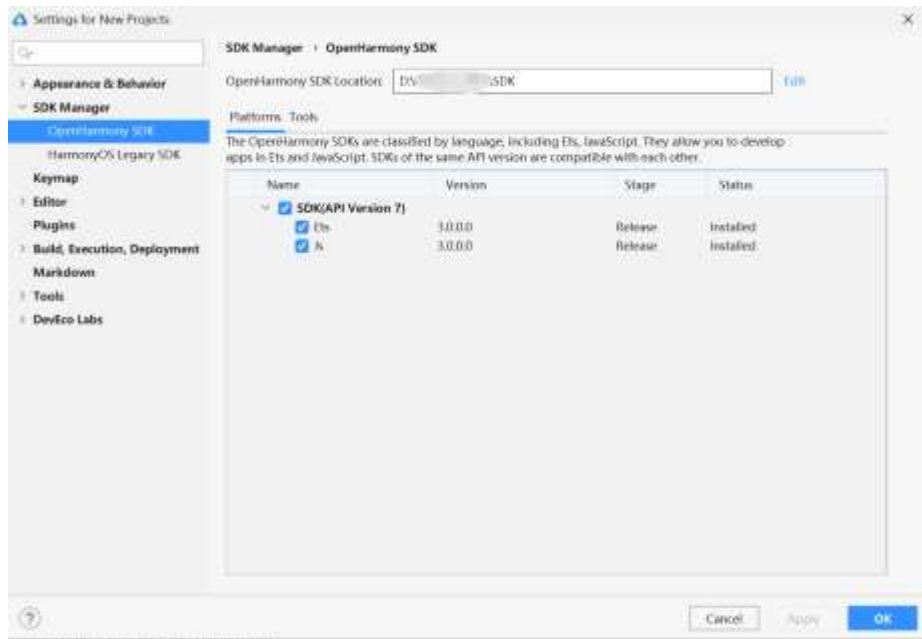 Settings for New Projects
SDK Manager › OpenHarmony SDK
Appearance & Behavior
SDK Manager
OpenHarmony SDK
HarmonyOS Legacy SDK
Keymap
Editor
Plugins
Build, Execution, Deployment
Markdown
Tools
DevEco Labs
OpenHarmony SDK Location: D:\ \SDK Edit
Platforms Tools
The OpenHarmony SDKs are classified by language, including Ets, JavaScript. They allow you to develop
apps in Ets and JavaScript. SDKs of the same API version are compatible with each other.
Name Version Stage Status
SDK(API Version 7)
Ets 3.0.0.0 Release Installed
Js 3.0.0.0 Release Installed
? Cancel Apply OK